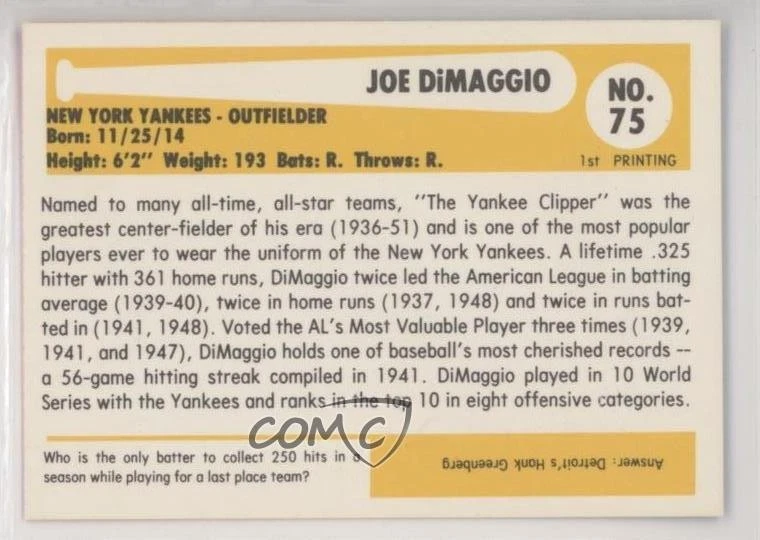 JOE DiMAGGIO
NO.
75
NEW YORK YANKEES - OUTFIELDER
Born: 11/25/14
Height: 6'2" Weight: 193 Bats: R. Throws: R.
1st PRINTING
Named to many all-time, all-star teams, "The Yankee Clipper" was the
greatest center-fielder of his era (1936-51) and is one of the most popular
players ever to wear the uniform of the New York Yankees. A lifetime .325
hitter with 361 home runs, DiMaggio twice led the American League in batting
average (1939-40), twice in home runs (1937, 1948) and twice in runs bat-
ted in (1941, 1948). Voted the AL's Most Valuable Player three times (1939,
1941, and 1947), DiMaggio holds one of baseball's most cherished records --
a 56-game hitting streak compiled in 1941. DiMaggio played in 10 World
Series with the Yankees and ranks in the top 10 in eight offensive categories.
COMC
Who is the only batter to collect 250 hits in a
season while playing for a last place team?
Answer: Detroit's Hank Greenberg